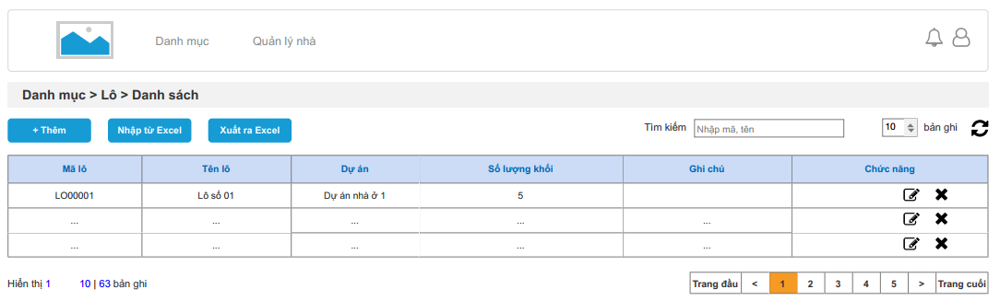 Danh mục Quản lý nhà
Danh mục > Lô > Danh sách
+ Thêm Nhập từ Excel Xuất ra Excel Tìm kiếm Nhập mã, tên 10 bản ghi
Mã lô Tên lô Dự án Số lượng khối Ghi chú Chức năng
LO00001 Lô số 01 Dự án nhà ở 1 5
... ... ... ... ...
... ... ... ... ...
Hiển thị 1 10 | 63 bản ghi Trang đầu < 1 2 3 4 5 > Trang cuối